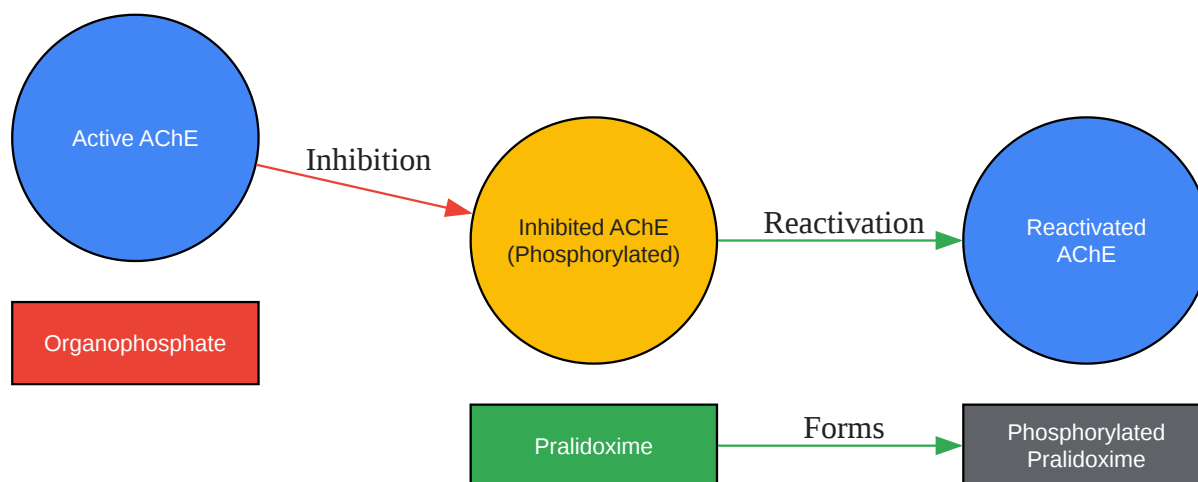 Active AChE
Inhibition
Inhibited AChE
(Phosphorylated)
Reactivation
Reactivated
AChE
Organophosphate
Pralidoxime
Forms
Phosphorylated
Pralidoxime